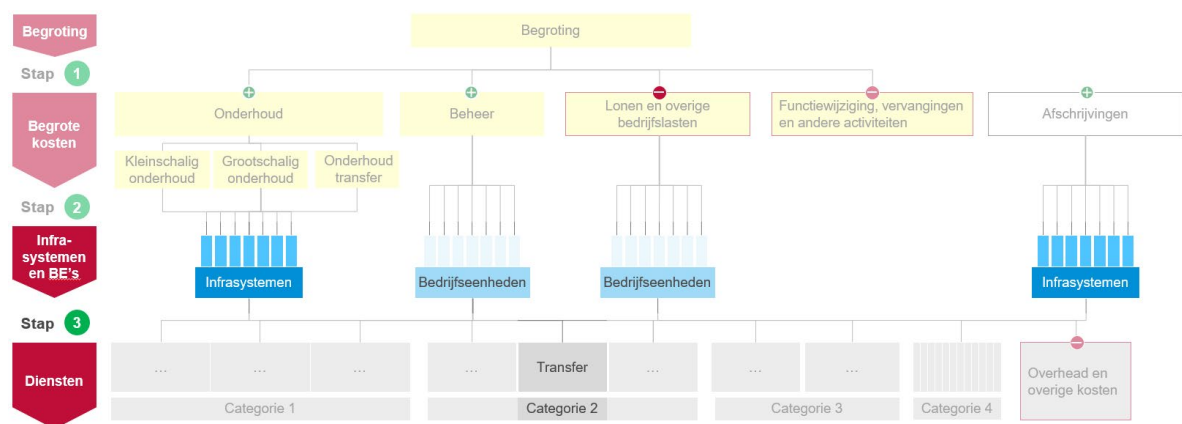 Begroting
Begroting
Stap 1
Begrote
kosten
Onderhoud
Beheer
Lonen en overige
bedrijfslasten
Functiewijziging, vervangingen
en andere activiteiten
Afschrijvingen
Kleinschalig
onderhoud
Grootschalig
onderhoud
Onderhoud
transfer
Stap 2
Infra-
systemen
en BE's
Infrasystemen
Bedrijfseenheden
Bedrijfseenheden
Infrasystemen
Stap 3
Diensten
...
...
...
...
Transfer
...
...
...
Overhead en
overige kosten
Categorie 1
Categorie 2
Categorie 3
Categorie 4